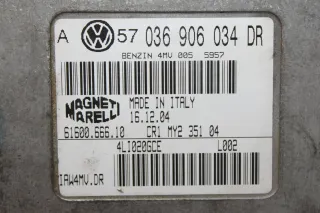 A VW 57 036 906 034 DR
BENZIN 4MV 005 5957
MAGNETI MARELLI
MADE IN ITALY
16.12.04
61600.666.10 CR1 MY2 351 04
4LI020GCE L002
IAW4MV.DR